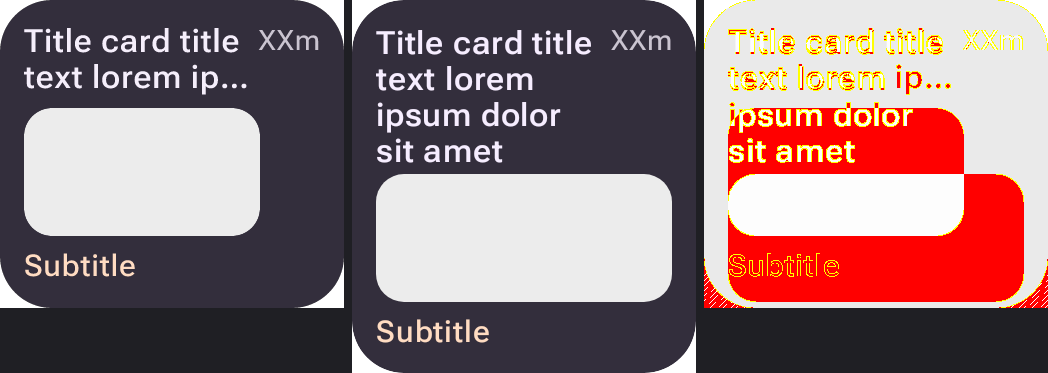 Title card title XXm
text lorem ip...
Subtitle
Title card title XXm
text lorem
ipsum dolor
sit amet
Subtitle
Title card title XXm
text lorem ip...
ipsum dolor
sit amet
Subtitle